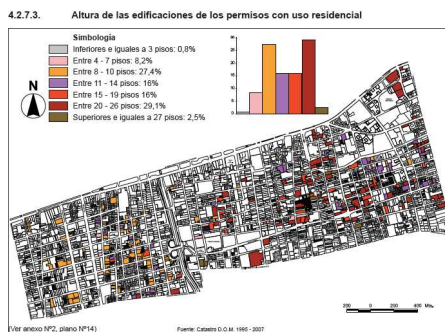 4.2.7.3. Altura de las edificaciones de los permisos con uso residencial
Simbología
Inferiores e iguales a 3 pisos: 0,8%
Entre 4 - 7 pisos: 8,2%
Entre 8 - 10 pisos: 27,4%
Entre 11 - 14 pisos: 16%
Entre 15 - 19 pisos 16%
Entre 20 - 26 pisos: 29,1%
Superiores e iguales a 27 pisos: 2,5%
N
30
25
20
15
10
5
0
200 0 200 400 Mts.
(Ver anexo Nº2, plano Nº14)
Fuente: Catastro D.O.M. 1995 - 2007